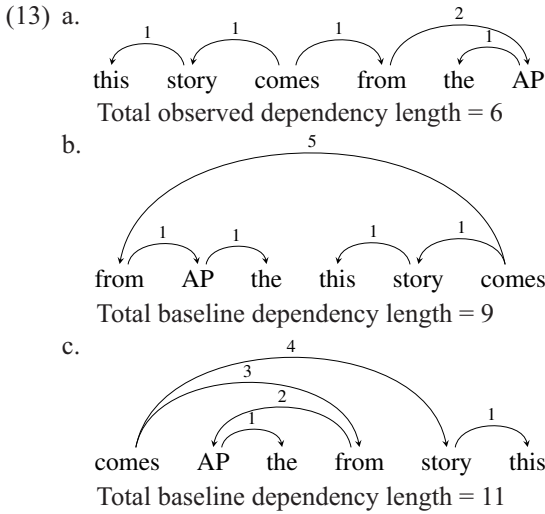 (13) a.
2
1 1 1 1
this story comes from the AP
Total observed dependency length = 6
b.
5
1 1 1 1
from AP the this story comes
Total baseline dependency length = 9
c.
4
3
2
1 1
comes AP the from story this
Total baseline dependency length = 11